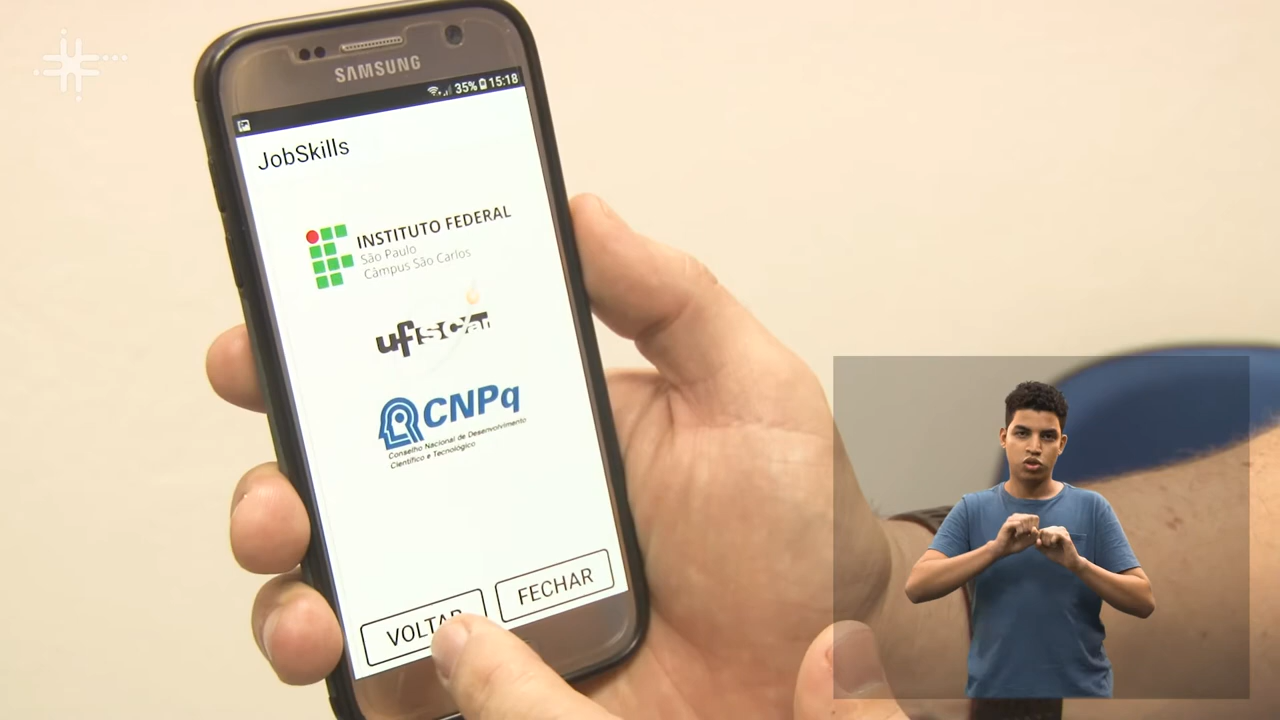 SAMSUNG
35% 15:18
JobSkills
INSTITUTO FEDERAL
São Paulo
Câmpus São Carlos
ufscar
CNPq
Conselho Nacional de Desenvolvimento
Científico e Tecnológico
VOLTAR
FECHAR